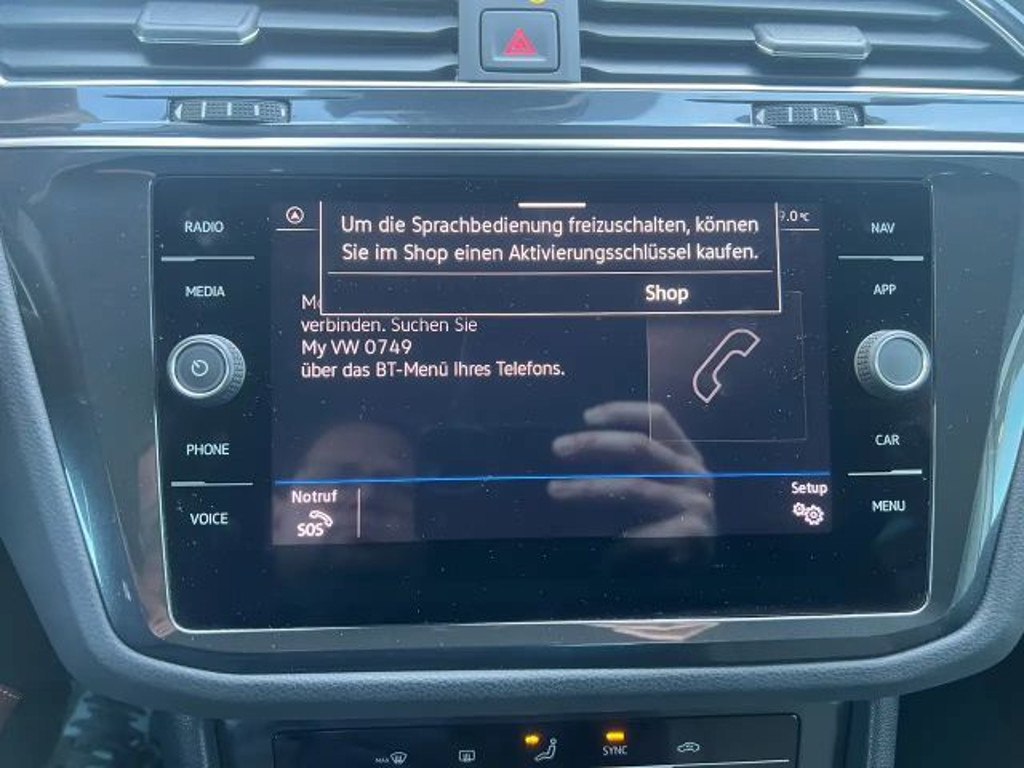 RADIO
MEDIA
PHONE
VOICE
Um die Sprachbedienung freizuschalten, können
Sie im Shop einen Aktivierungsschlüssel kaufen.
Shop
.0 °C
verbinden. Suchen Sie
My VW 0749
über das BT-Menü Ihres Telefons.
Notruf
SOS
Setup
NAV
APP
CAR
MENU
MAX
SYNC